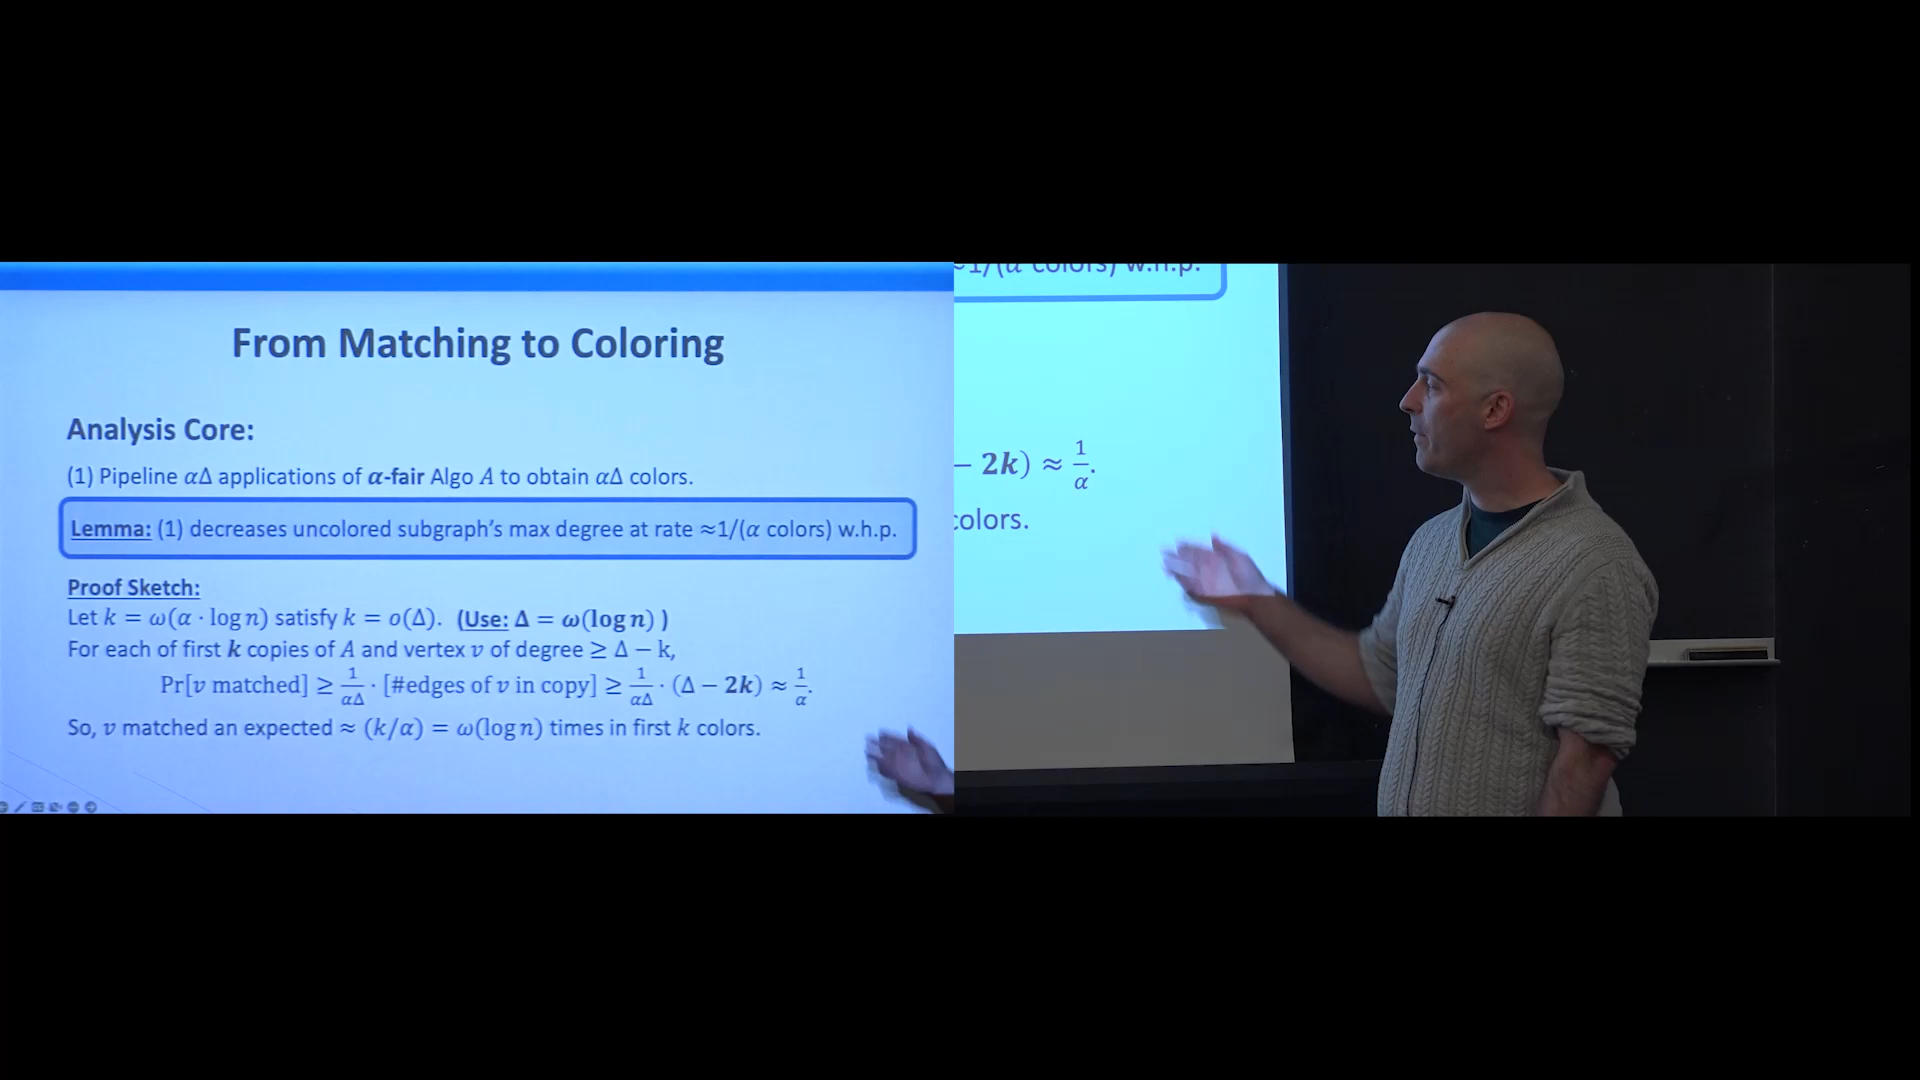 From Matching to Coloring
Analysis Core:
(1) Pipeline αΔ applications of α-fair Algo A to obtain αΔ colors.
Lemma: (1) decreases uncolored subgraph's max degree at rate ≈1/(α colors) w.h.p.
Proof Sketch:
Let k = ω(α · log n) satisfy k = o(Δ). (Use: Δ = ω(log n) )
For each of first k copies of A and vertex v of degree ≥ Δ − k,
Pr[v matched] ≥ 1/αΔ · [#edges of v in copy] ≥ 1/αΔ · (Δ − 2k) ≈ 1/α.
So, v matched an expected ≈ (k/α) = ω(log n) times in first k colors.
≈1/(α colors) w.h.p.
− 2k) ≈ 1/α.
colors.